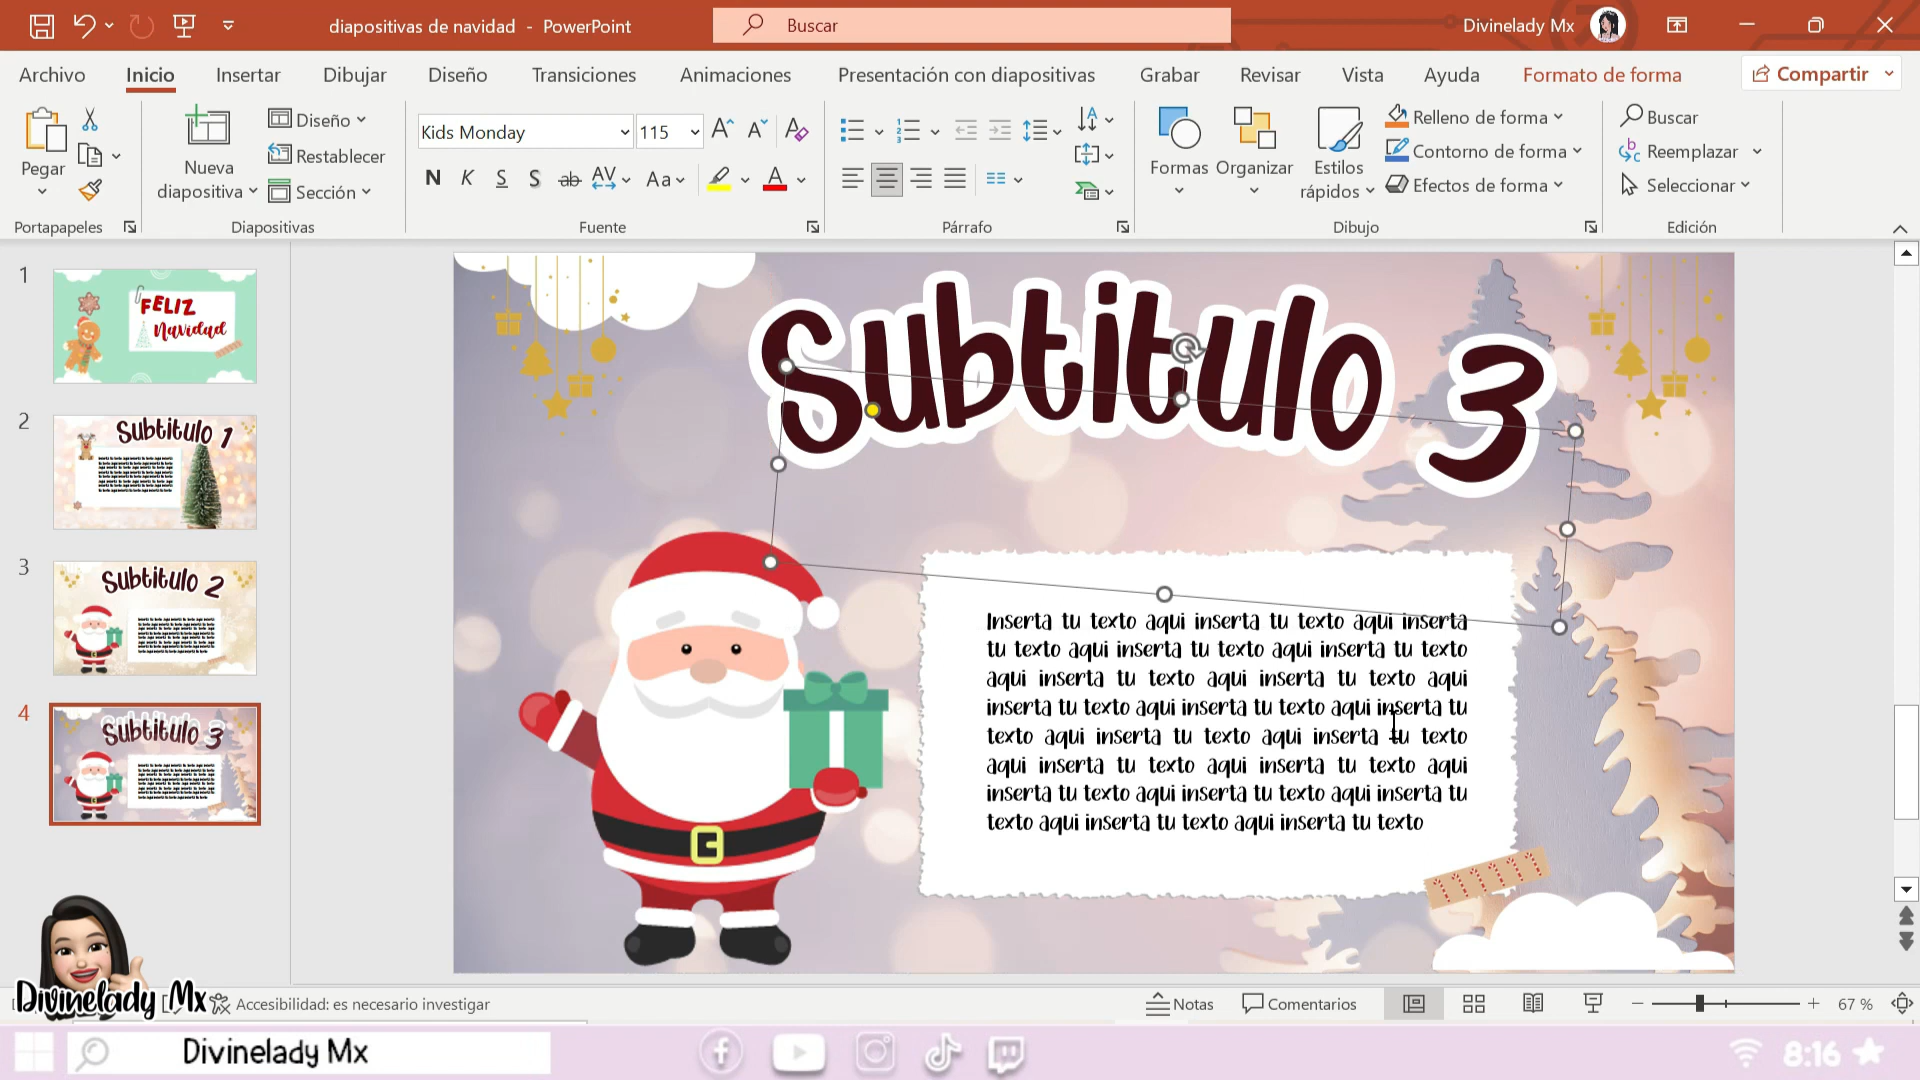 diapositivas de navidad - PowerPoint
Buscar
Divinelady Mx
Archivo
Inicio
Insertar
Dibujar
Diseño
Transiciones
Animaciones
Presentación con diapositivas
Grabar
Revisar
Vista
Ayuda
Formato de forma
Compartir
Pegar
Nueva diapositiva
Diseño
Restablecer
Sección
Kids Monday
115
N K S S ab AV Aa A
Formas
Organizar
Estilos rápidos
Relleno de forma
Contorno de forma
Efectos de forma
Buscar
Reemplazar
Seleccionar
Portapapeles
Diapositivas
Fuente
Párrafo
Dibujo
Edición
1
FELIZ
Navidad
2
Subtitulo 1
3
Subtitulo 2
4
Subtitulo 3
Subtitulo 3
Inserta tu texto aqui inserta tu texto aqui inserta
tu texto aqui inserta tu texto aqui inserta tu texto
aqui inserta tu texto aqui inserta tu texto aqui
inserta tu texto aqui inserta tu texto aqui inserta tu
texto aqui inserta tu texto aqui inserta tu texto
aqui inserta tu texto aqui inserta tu texto aqui
inserta tu texto aqui inserta tu texto aqui inserta tu
texto aqui inserta tu texto aqui inserta tu texto
Divinelady Mx
Accesibilidad: es necesario investigar
Notas
Comentarios
67 %
Divinelady Mx
8:16